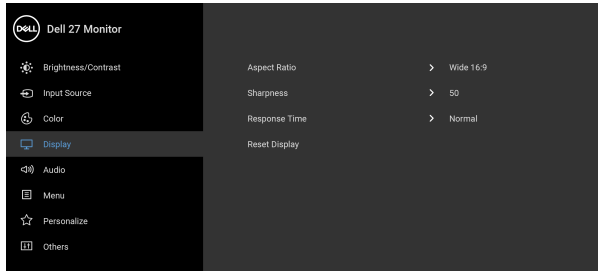 DELL Dell 27 Monitor
Brightness/Contrast
Input Source
Color
Display
Audio
Menu
Personalize
Others
Aspect Ratio > Wide 16:9
Sharpness > 50
Response Time > Normal
Reset Display